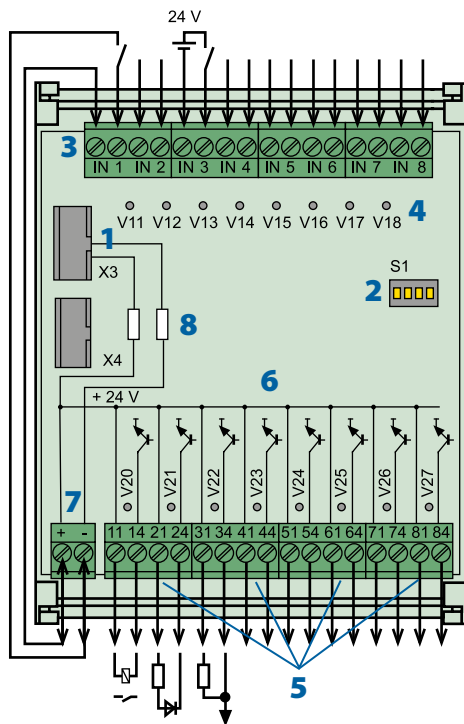 24 V
3
IN 1 IN 2 IN 3 IN 4 IN 5 IN 6 IN 7 IN 8
V11 V12 V13 V14 V15 V16 V17 V18
4
1
X3
S1
2
8
X4
+ 24 V
6
V20 V21 V22 V23 V24 V25 V26 V27
7
+ - 11 14 21 24 31 34 41 44 51 54 61 64 71 74 81 84
5